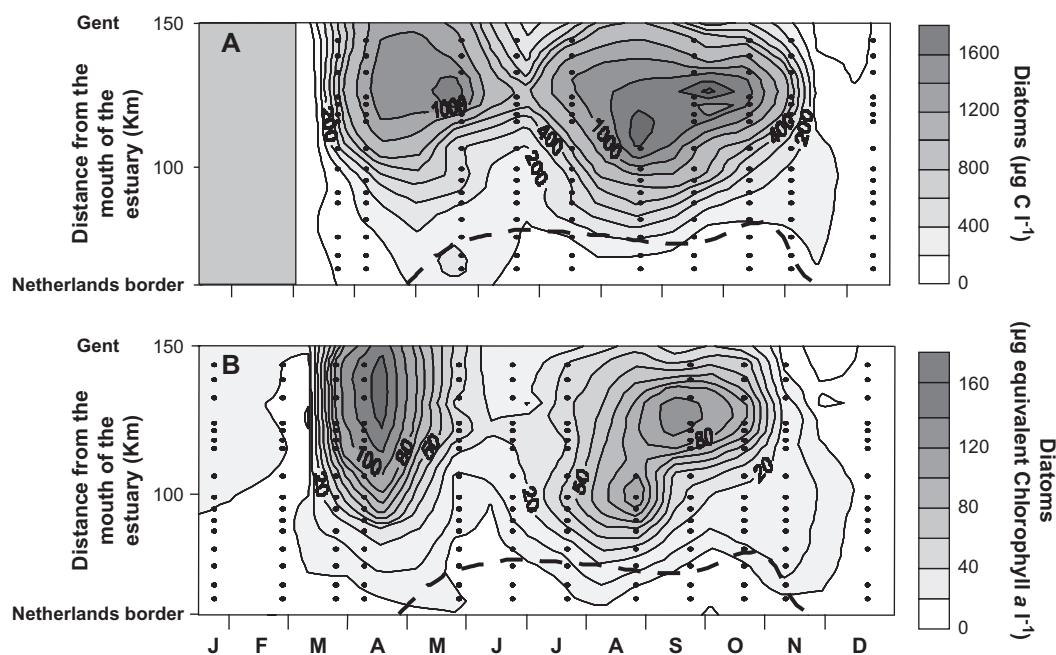 Gent
150
A
Distance from the
mouth of the
estuary (Km)
100
Netherlands border
200
1000
400
200
1000
400
200
1600
1200
800
400
0
Diatoms (µg C l⁻¹)
Gent
150
B
Distance from the
mouth of the
estuary (Km)
100
Netherlands border
20
100
80
20
50
80
20
160
120
80
40
0
Diatoms
(µg equivalent Chlorophyll a l⁻¹)
J F M A M J J A S O N D